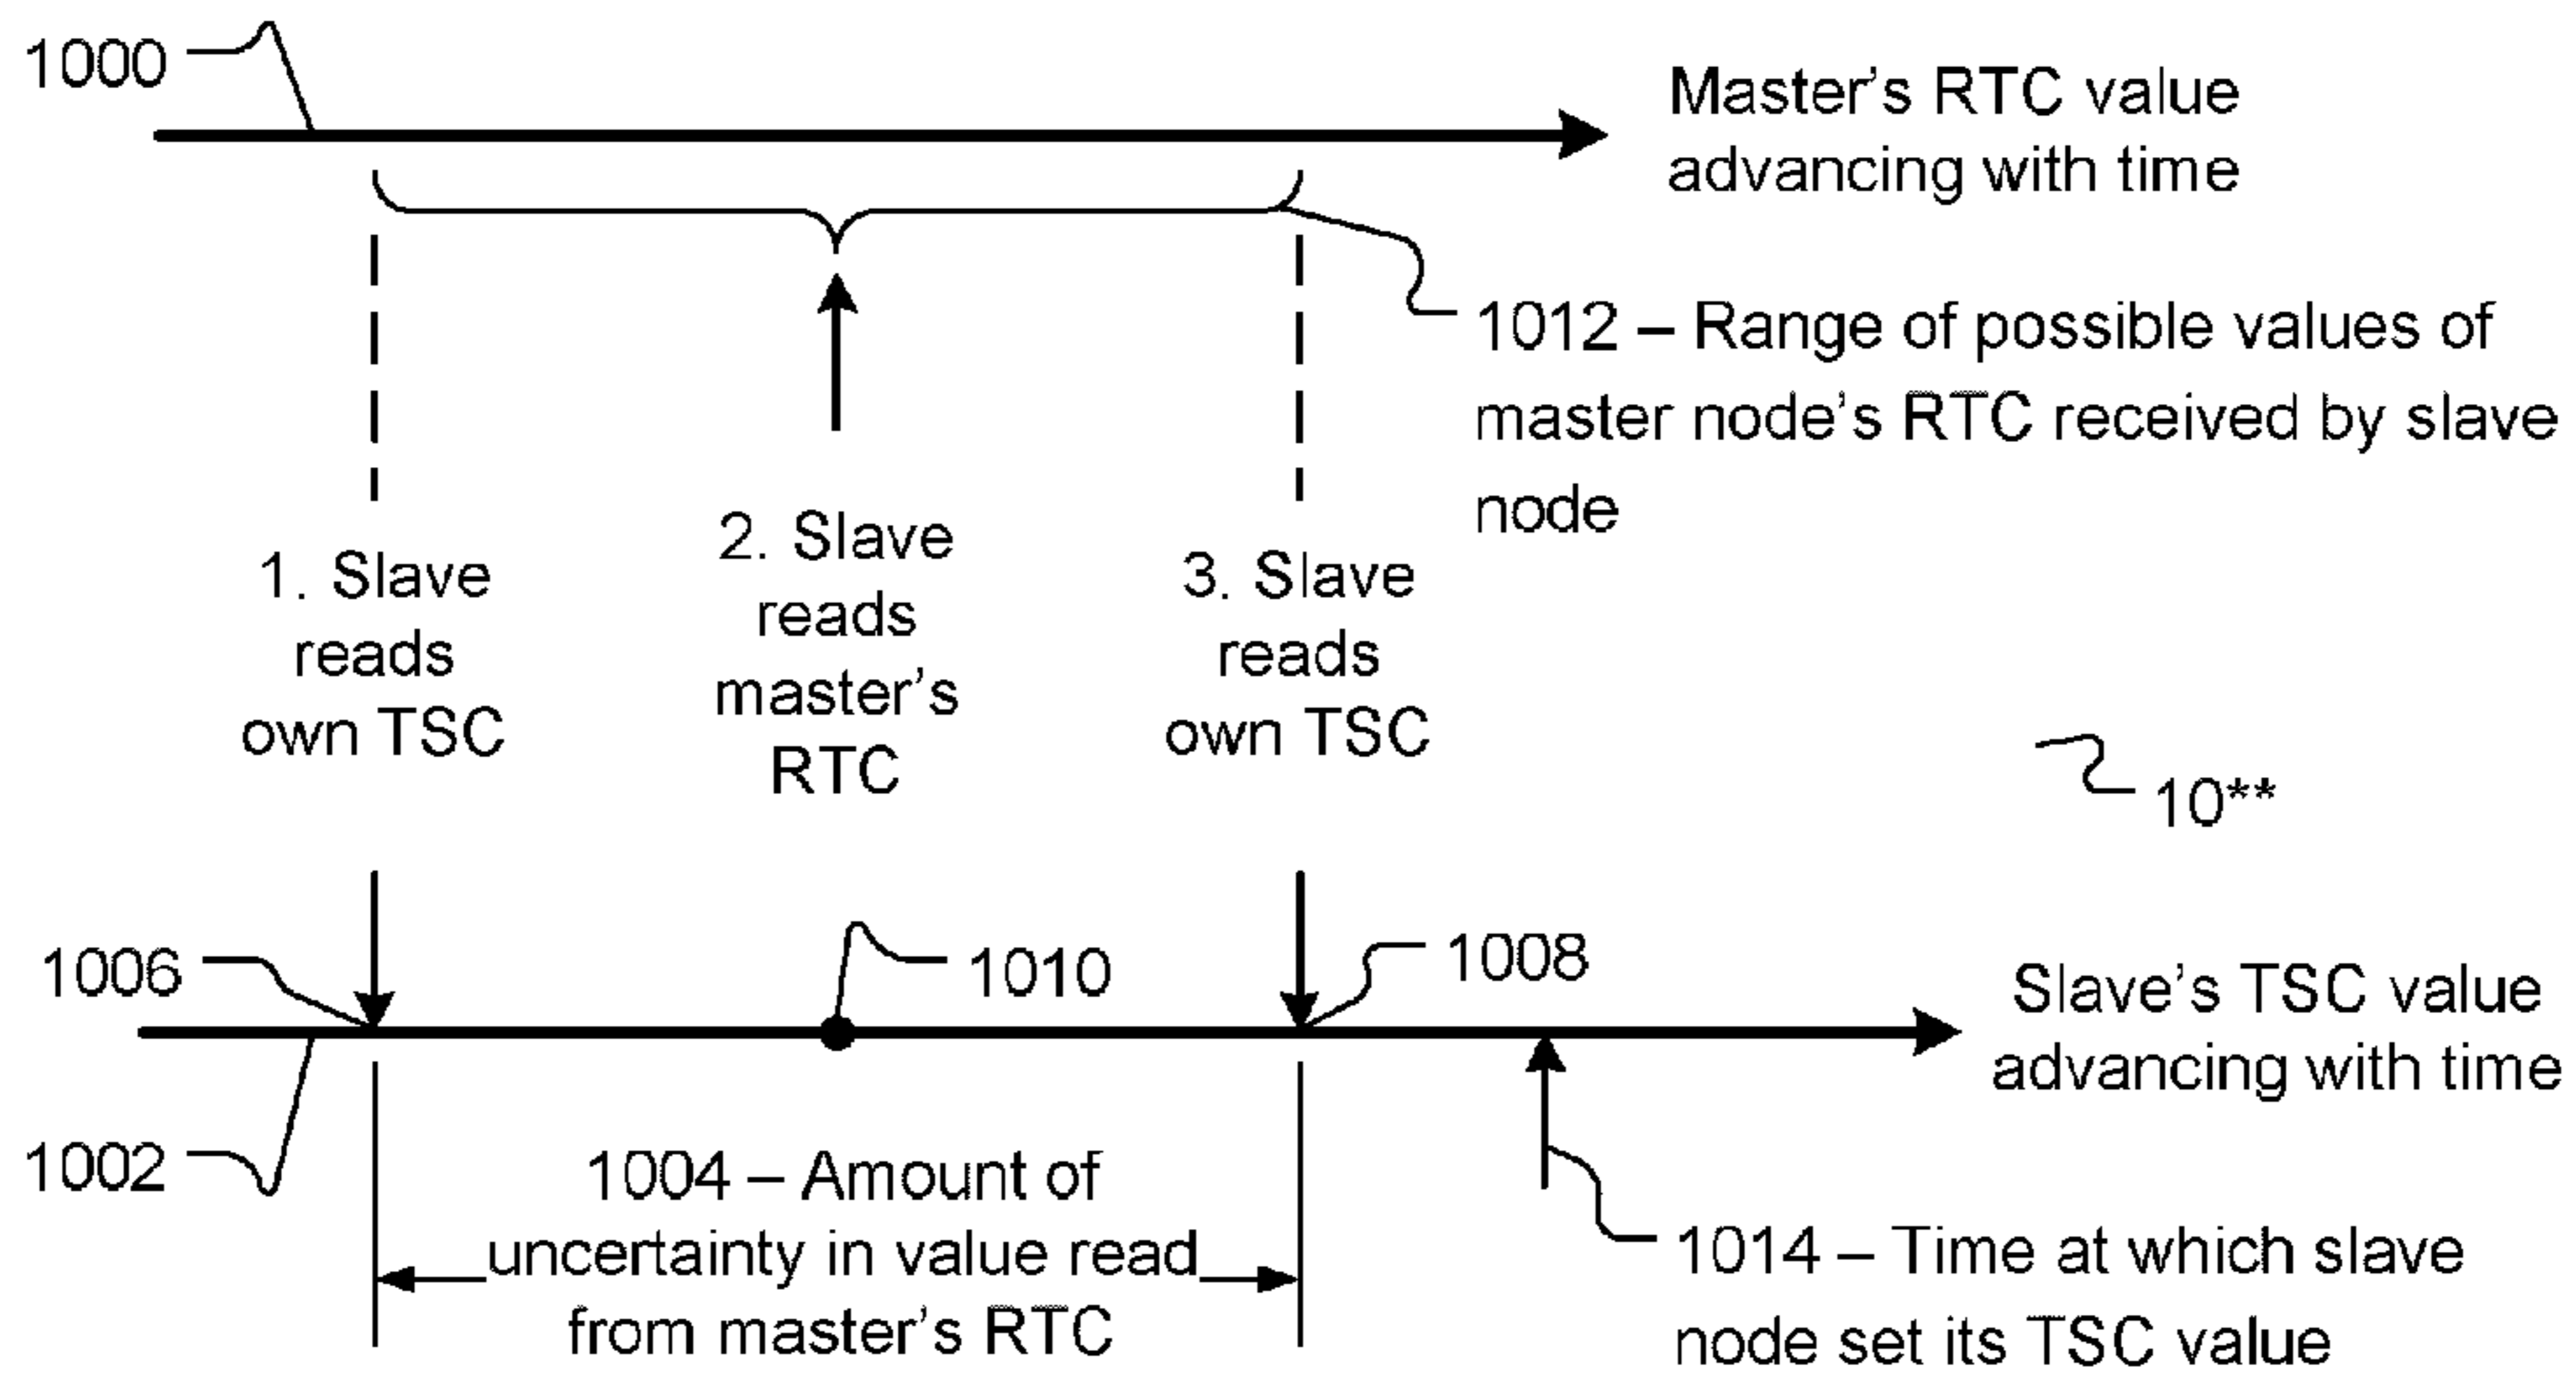 1000
Master's RTC value
advancing with time
1012 – Range of possible values of
master node's RTC received by slave
node
1. Slave
reads
own TSC
2. Slave
reads
master's
RTC
3. Slave
reads
own TSC
10**
1006
1010
1008
Slave's TSC value
advancing with time
1002
1004 – Amount of
uncertainty in value read
from master's RTC
1014 – Time at which slave
node set its TSC value